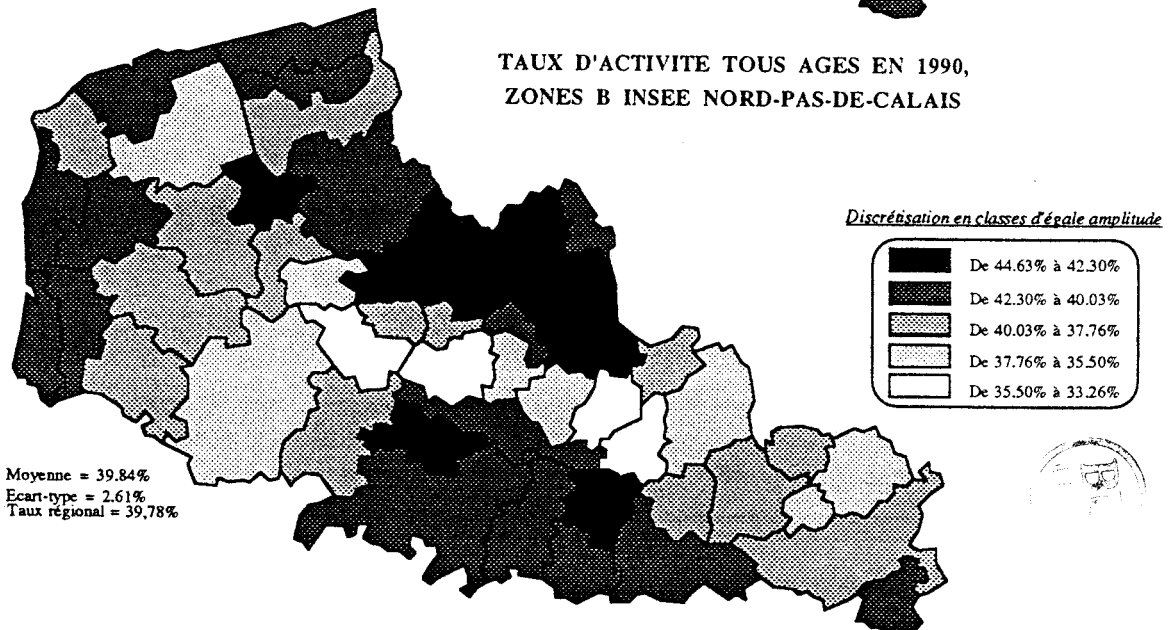 TAUX D'ACTIVITE TOUS AGES EN 1990,
ZONES B INSEE NORD-PAS-DE-CALAIS
Discrétisation en classes d'égale amplitude
De 44.63% à 42.30%
De 42.30% à 40.03%
De 40.03% à 37.76%
De 37.76% à 35.50%
De 35.50% à 33.26%
Moyenne = 39.84%
Ecart-type = 2.61%
Taux régional = 39,78%